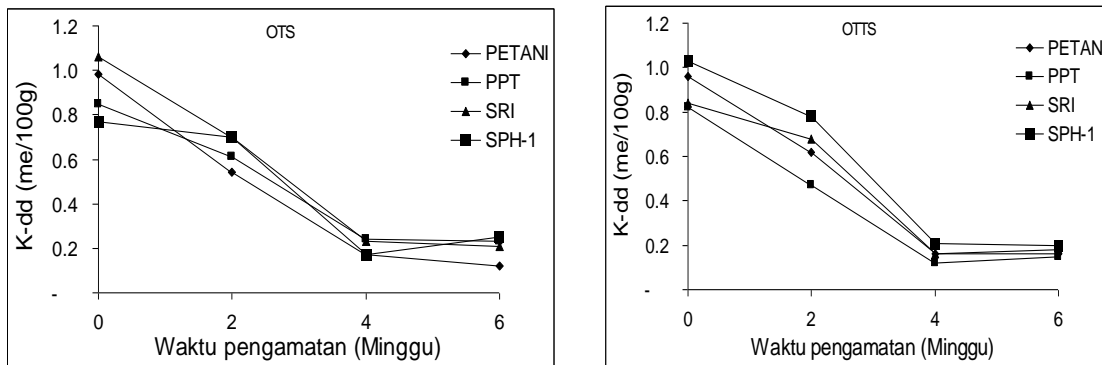 OTS
K-dd (me/100g)
1.2
1.0
0.8
0.6
0.4
0.2
-
0 2 4 6
Waktu pengamatan (Minggu)
PETANI
PPT
SRI
SPH-1
OTTS
K-dd (me/100g)
1.2
1.0
0.8
0.6
0.4
0.2
-
0 2 4 6
Waktu pengamatan (Minggu)
PETAN
PPT
SRI
SPH-1